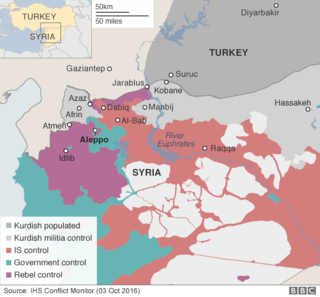 TURKEY
SYRIA
50km
50 miles
Diyarbakir
TURKEY
Gaziantep
Suruc
Jarablus
Kobane
Azaz
Afrin
Dabiq
Manbij
Hassakeh
Atmeh
Al-Bab
Aleppo
River
Euphrates
Raqqa
Idlib
SYRIA
Kurdish populated
Kurdish militia control
IS control
Government control
Rebel control
Source: IHS Conflict Monitor (03 Oct 2016)
BBC